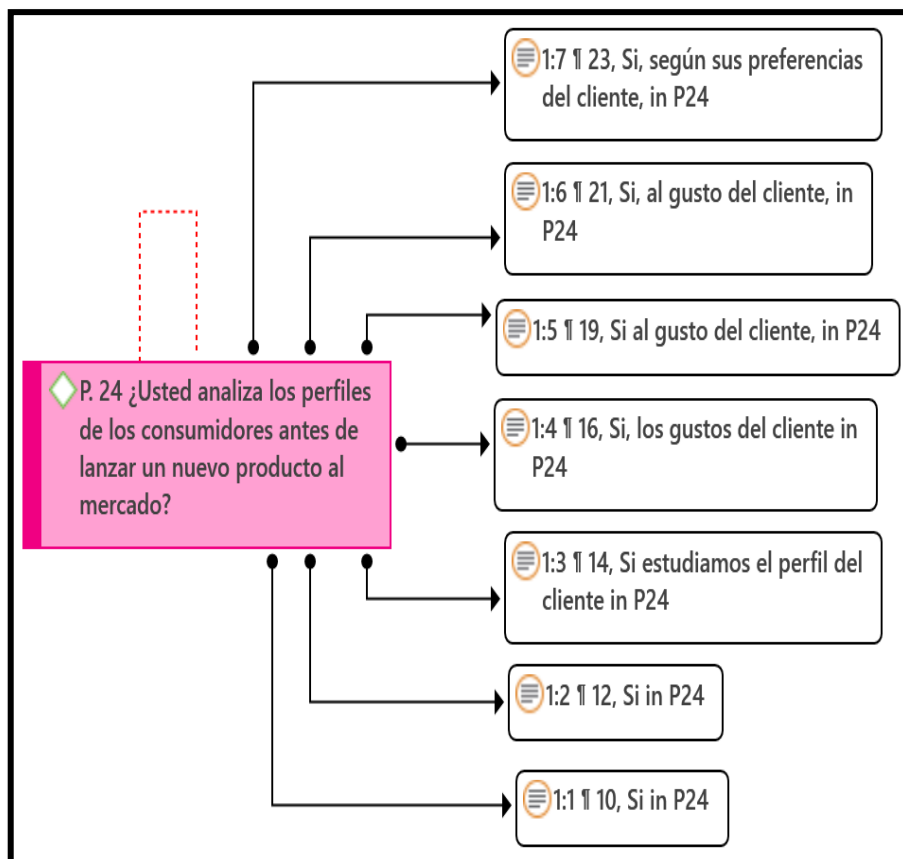 1:7 ¶ 23, Si, según sus preferencias
del cliente, in P24
1:6 ¶ 21, Si, al gusto del cliente, in
P24
1:5 ¶ 19, Si al gusto del cliente, in P24
P. 24 ¿Usted analiza los perfiles
de los consumidores antes de
lanzar un nuevo producto al
mercado?
1:4 ¶ 16, Si, los gustos del cliente in
P24
1:3 ¶ 14, Si estudiamos el perfil del
cliente in P24
1:2 ¶ 12, Si in P24
1:1 ¶ 10, Si in P24